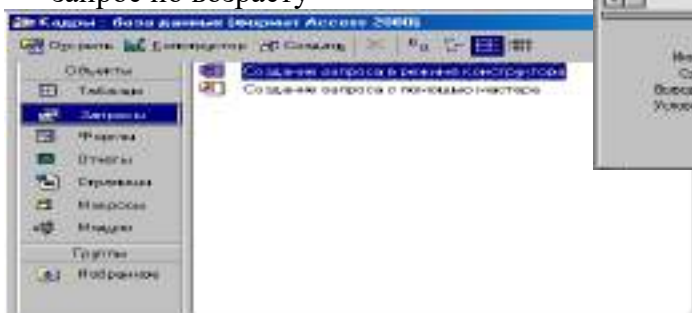 запрос по возрасту
Кадры : база данных (формат Access 2000)
Открыть Конструктор Создать
Объекты
Таблицы
Запросы
Формы
Отчеты
Страницы
Макросы
Модули
Группы
Избранное
Создание запроса в режиме конструктора
Создание запроса с помощью мастера